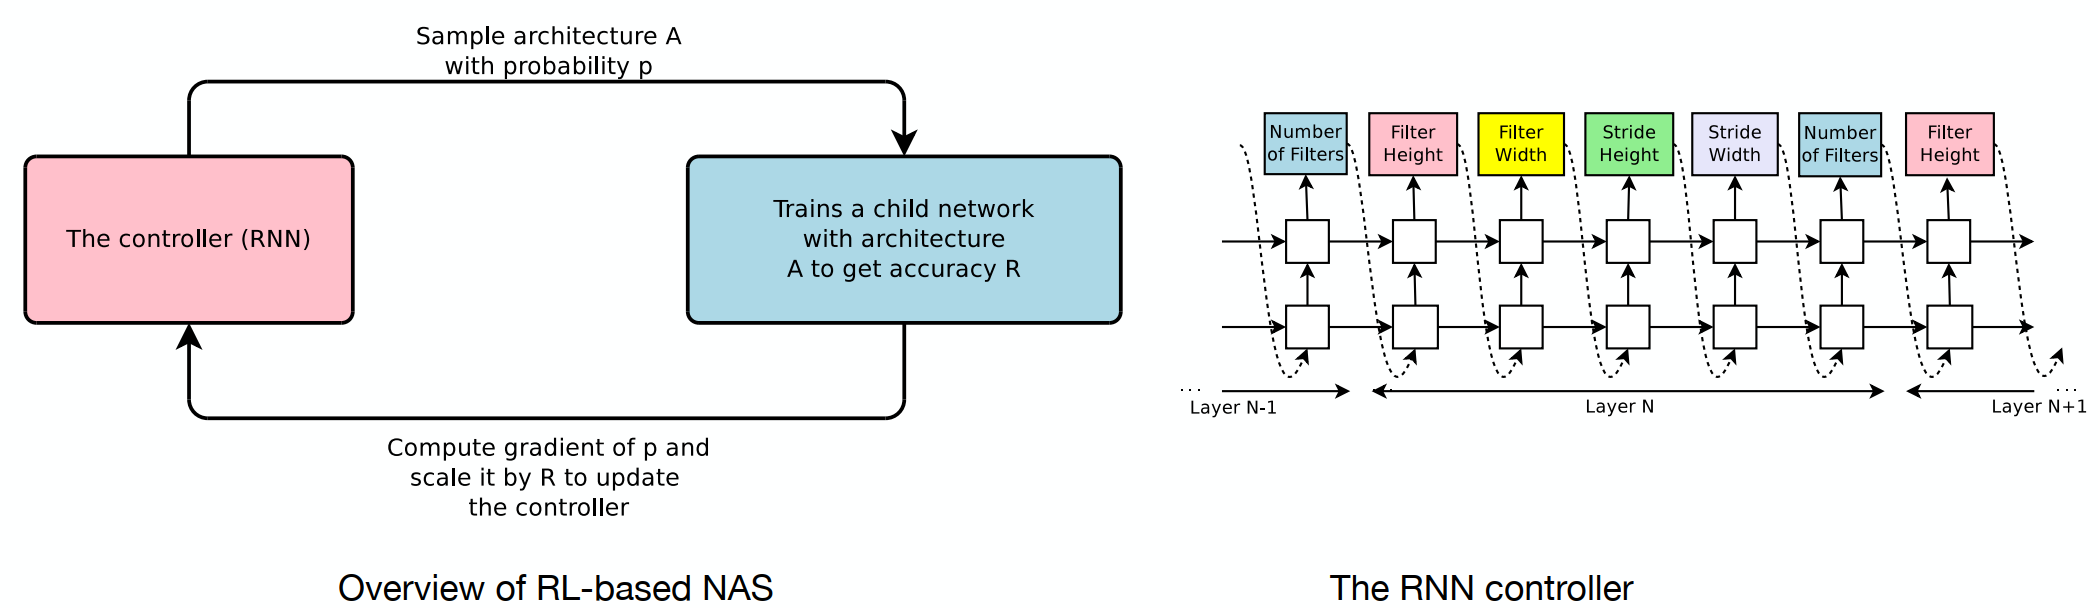 Sample architecture A
with probability p
The controller (RNN)
Trains a child network
with architecture
A to get accuracy R
Compute gradient of p and
scale it by R to update
the controller
Overview of RL-based NAS
Number
of Filters
Filter
Height
Filter
Width
Stride
Height
Stride
Width
Number
of Filters
Filter
Height
...
Layer N-1
Layer N
...
Layer N+1
The RNN controller